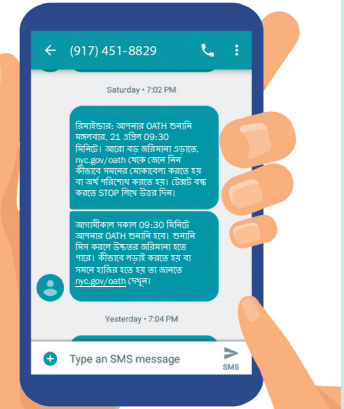 (917) 451-8829
Saturday • 7:02 PM
রিমাইন্ডার: আপনার OATH শুনানি
মঙ্গলবার, 21 এপ্রিল 09:30
মিনিটে। আরো বড় জরিমানা এড়াতে,
nyc.gov/oath থেকে জেনে নিন
কীভাবে সমনের মোকাবেলা করতে হয়
বা অর্থ পরিশোধ করতে হয়। টেক্সট বন্ধ
করতে STOP লিখে উত্তর দিন।
আগামীকাল সকাল 09:30 মিনিটে
আপনার OATH শুনানি হবে। শুনানি
মিস করলে উচ্চতর জরিমানা হতে
পারে। কীভাবে লড়াই করতে হয় বা
সমনে হাজির হতে হয় তা জানতে
nyc.gov/oath দেখুন।
Yesterday • 7:04 PM
Type an SMS message
SMS